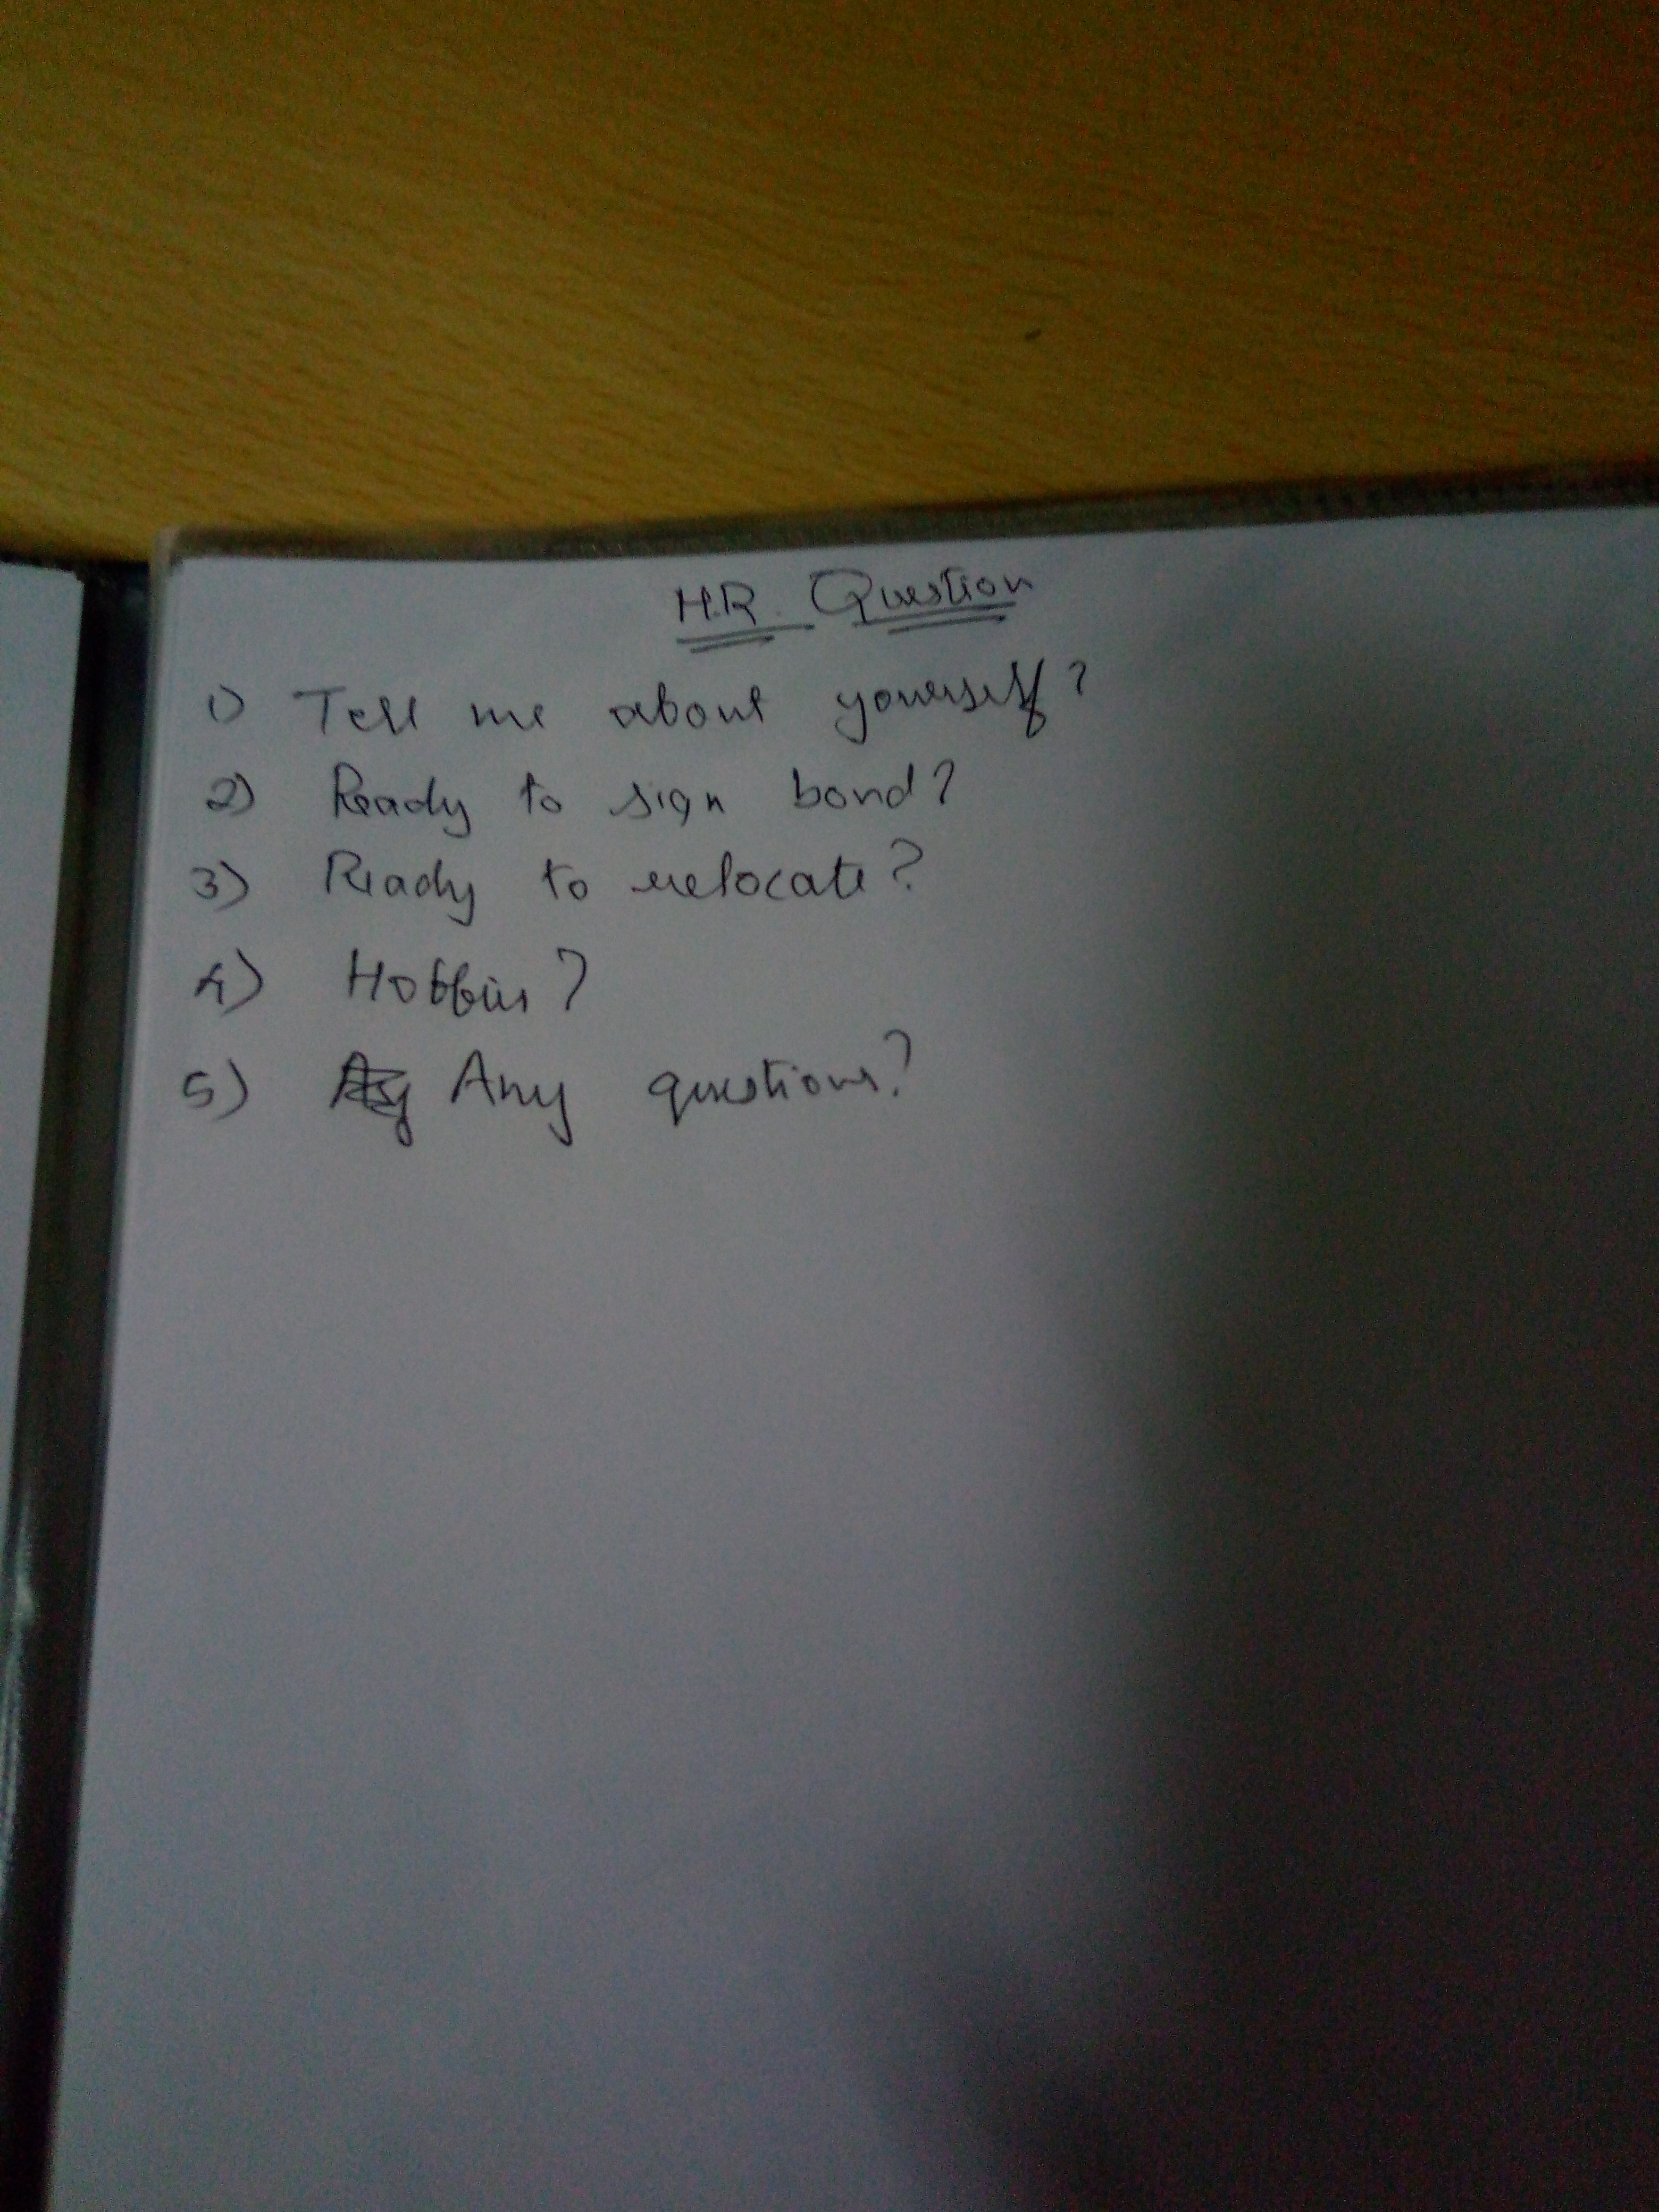 HR Question
1) Tell me about yourself?
2) Ready to sign bond?
3) Ready to relocate?
4) Hobbies?
5) Any questions?